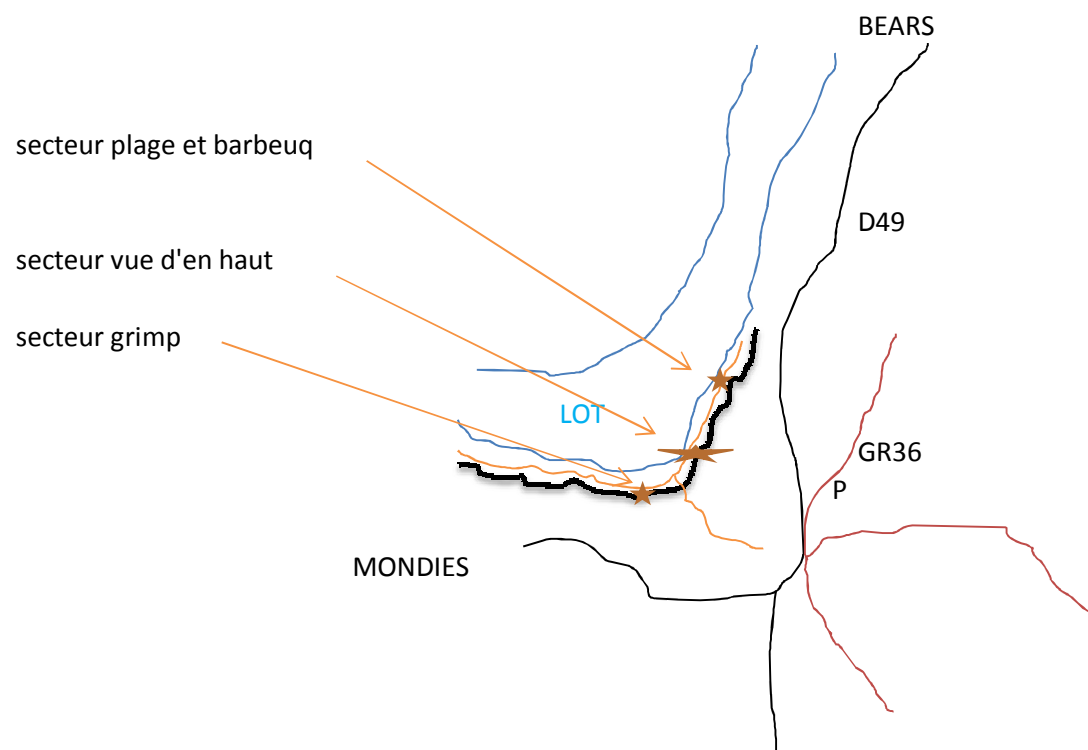 BEARS
secteur plage et barbeuq
D49
secteur vue d'en haut
secteur grimp
LOT
GR36
P
MONDIES